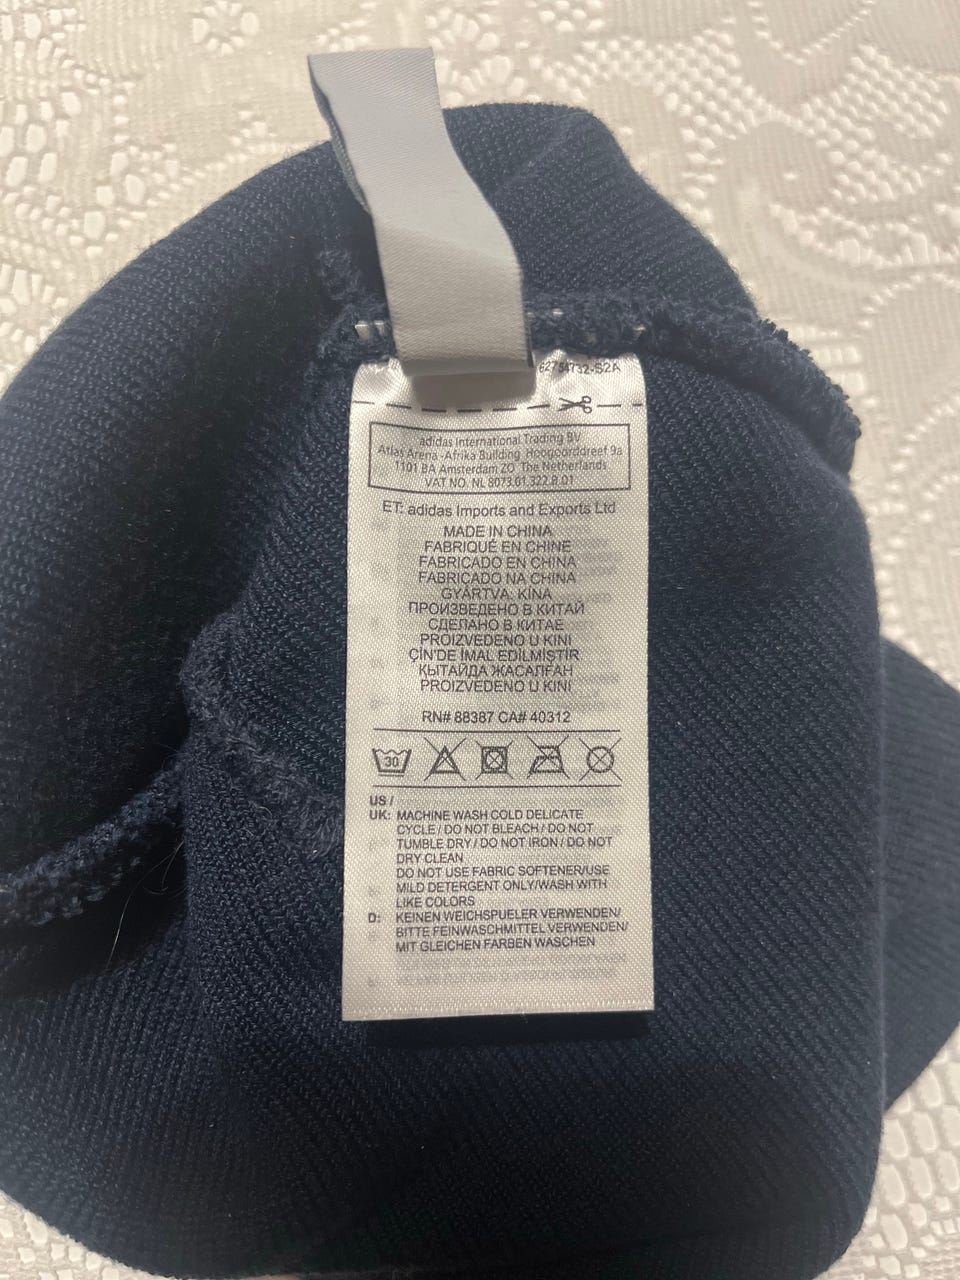 62754732-S2A
adidas International Trading BV
Atlas Arena -Afrika Building Hoogoorddreef 9a
1101 BA Amsterdam ZO The Netherlands
VAT NO. NL 8073.01.322.B.01
ET: adidas Imports and Exports Ltd
MADE IN CHINA
FABRIQUÉ EN CHINE
FABRICADO EN CHINA
FABRICADO NA CHINA
GYÁRTVA: KÍNA
ПРОИЗВЕДЕНО В КИТАЙ
СДЕЛАНО В КИТАЕ
PROIZVEDENO U KINI
ÇİN'DE İMAL EDİLMİŞTİR
КЫТАЙДА ЖАСАЛҒАН
PROIZVEDENO U KINI
RN# 88387 CA# 40312
30
US /
UK: MACHINE WASH COLD DELICATE
CYCLE / DO NOT BLEACH / DO NOT
TUMBLE DRY / DO NOT IRON / DO NOT
DRY CLEAN
DO NOT USE FABRIC SOFTENER/USE
MILD DETERGENT ONLY/WASH WITH
LIKE COLORS
D: KEINEN WEICHSPUELER VERWENDEN/
BITTE FEINWASCHMITTEL VERWENDEN/
MIT GLEICHEN FARBEN WASCHEN